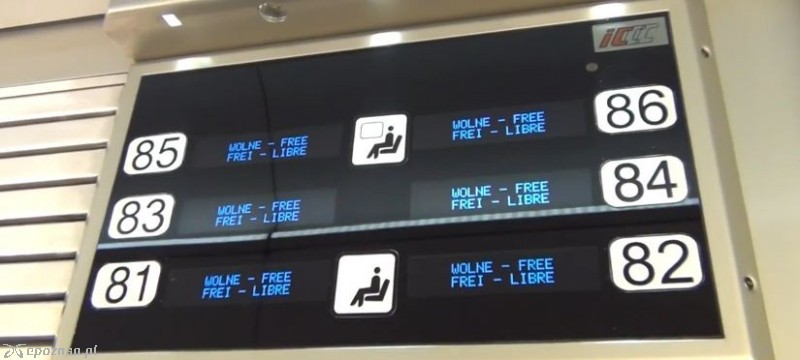 iCCCC
85
WOLNE - FREE
FREI - LIBRE
WOLNE - FREE
FREI - LIBRE
86
83
WOLNE - FREE
FREI - LIBRE
WOLNE - FREE
FREI - LIBRE
84
81
WOLNE - FREE
FREI - LIBRE
WOLNE - FREE
FREI - LIBRE
82
epoznan.pl